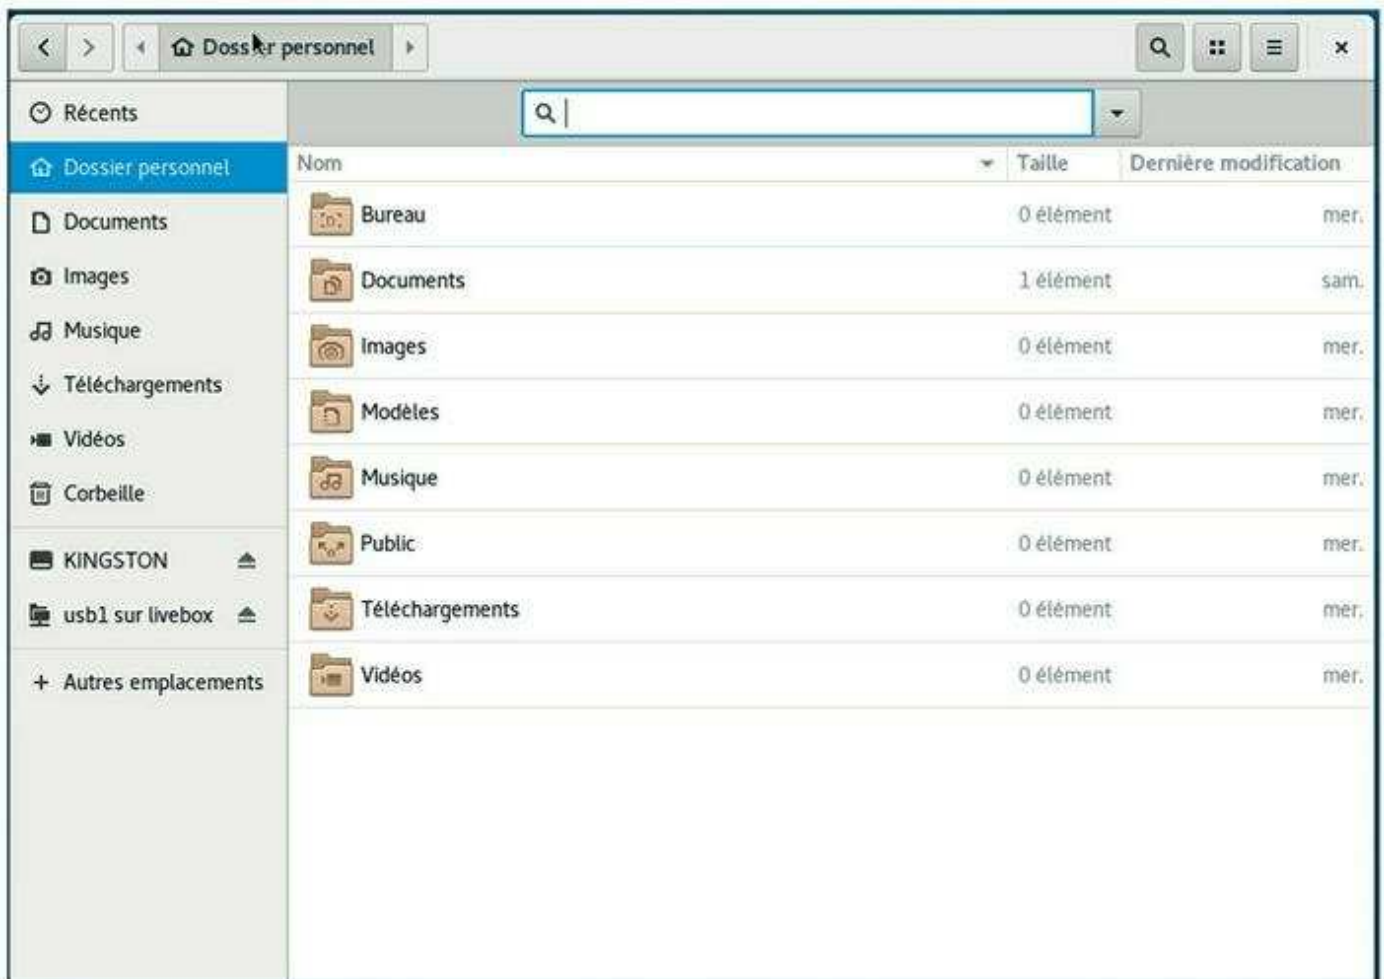 Dossier personnel
Récents
Dossier personnel
Documents
Images
Musique
Téléchargements
Vidéos
Corbeille
KINGSTON
usb1 sur livebox
+ Autres emplacements
Nom Taille Dernière modification
Bureau 0 élément mer.
Documents 1 élément sam.
Images 0 élément mer.
Modèles 0 élément mer.
Musique 0 élément mer.
Public 0 élément mer.
Téléchargements 0 élément mer.
Vidéos 0 élément mer.